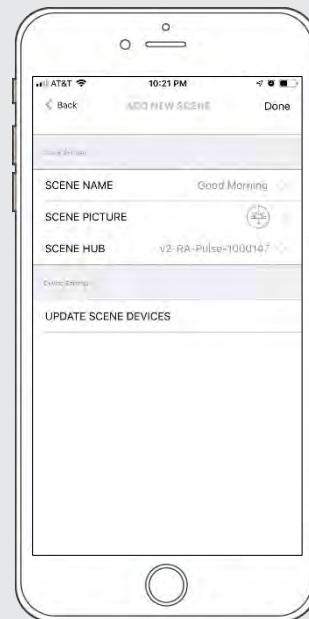 AT&T 10:21 PM
Back ADD NEW SCENE Done
SCENE NAME Good Morning
SCENE PICTURE
SCENE HUB v2-RA-Pulse-1000147
UPDATE SCENE DEVICES